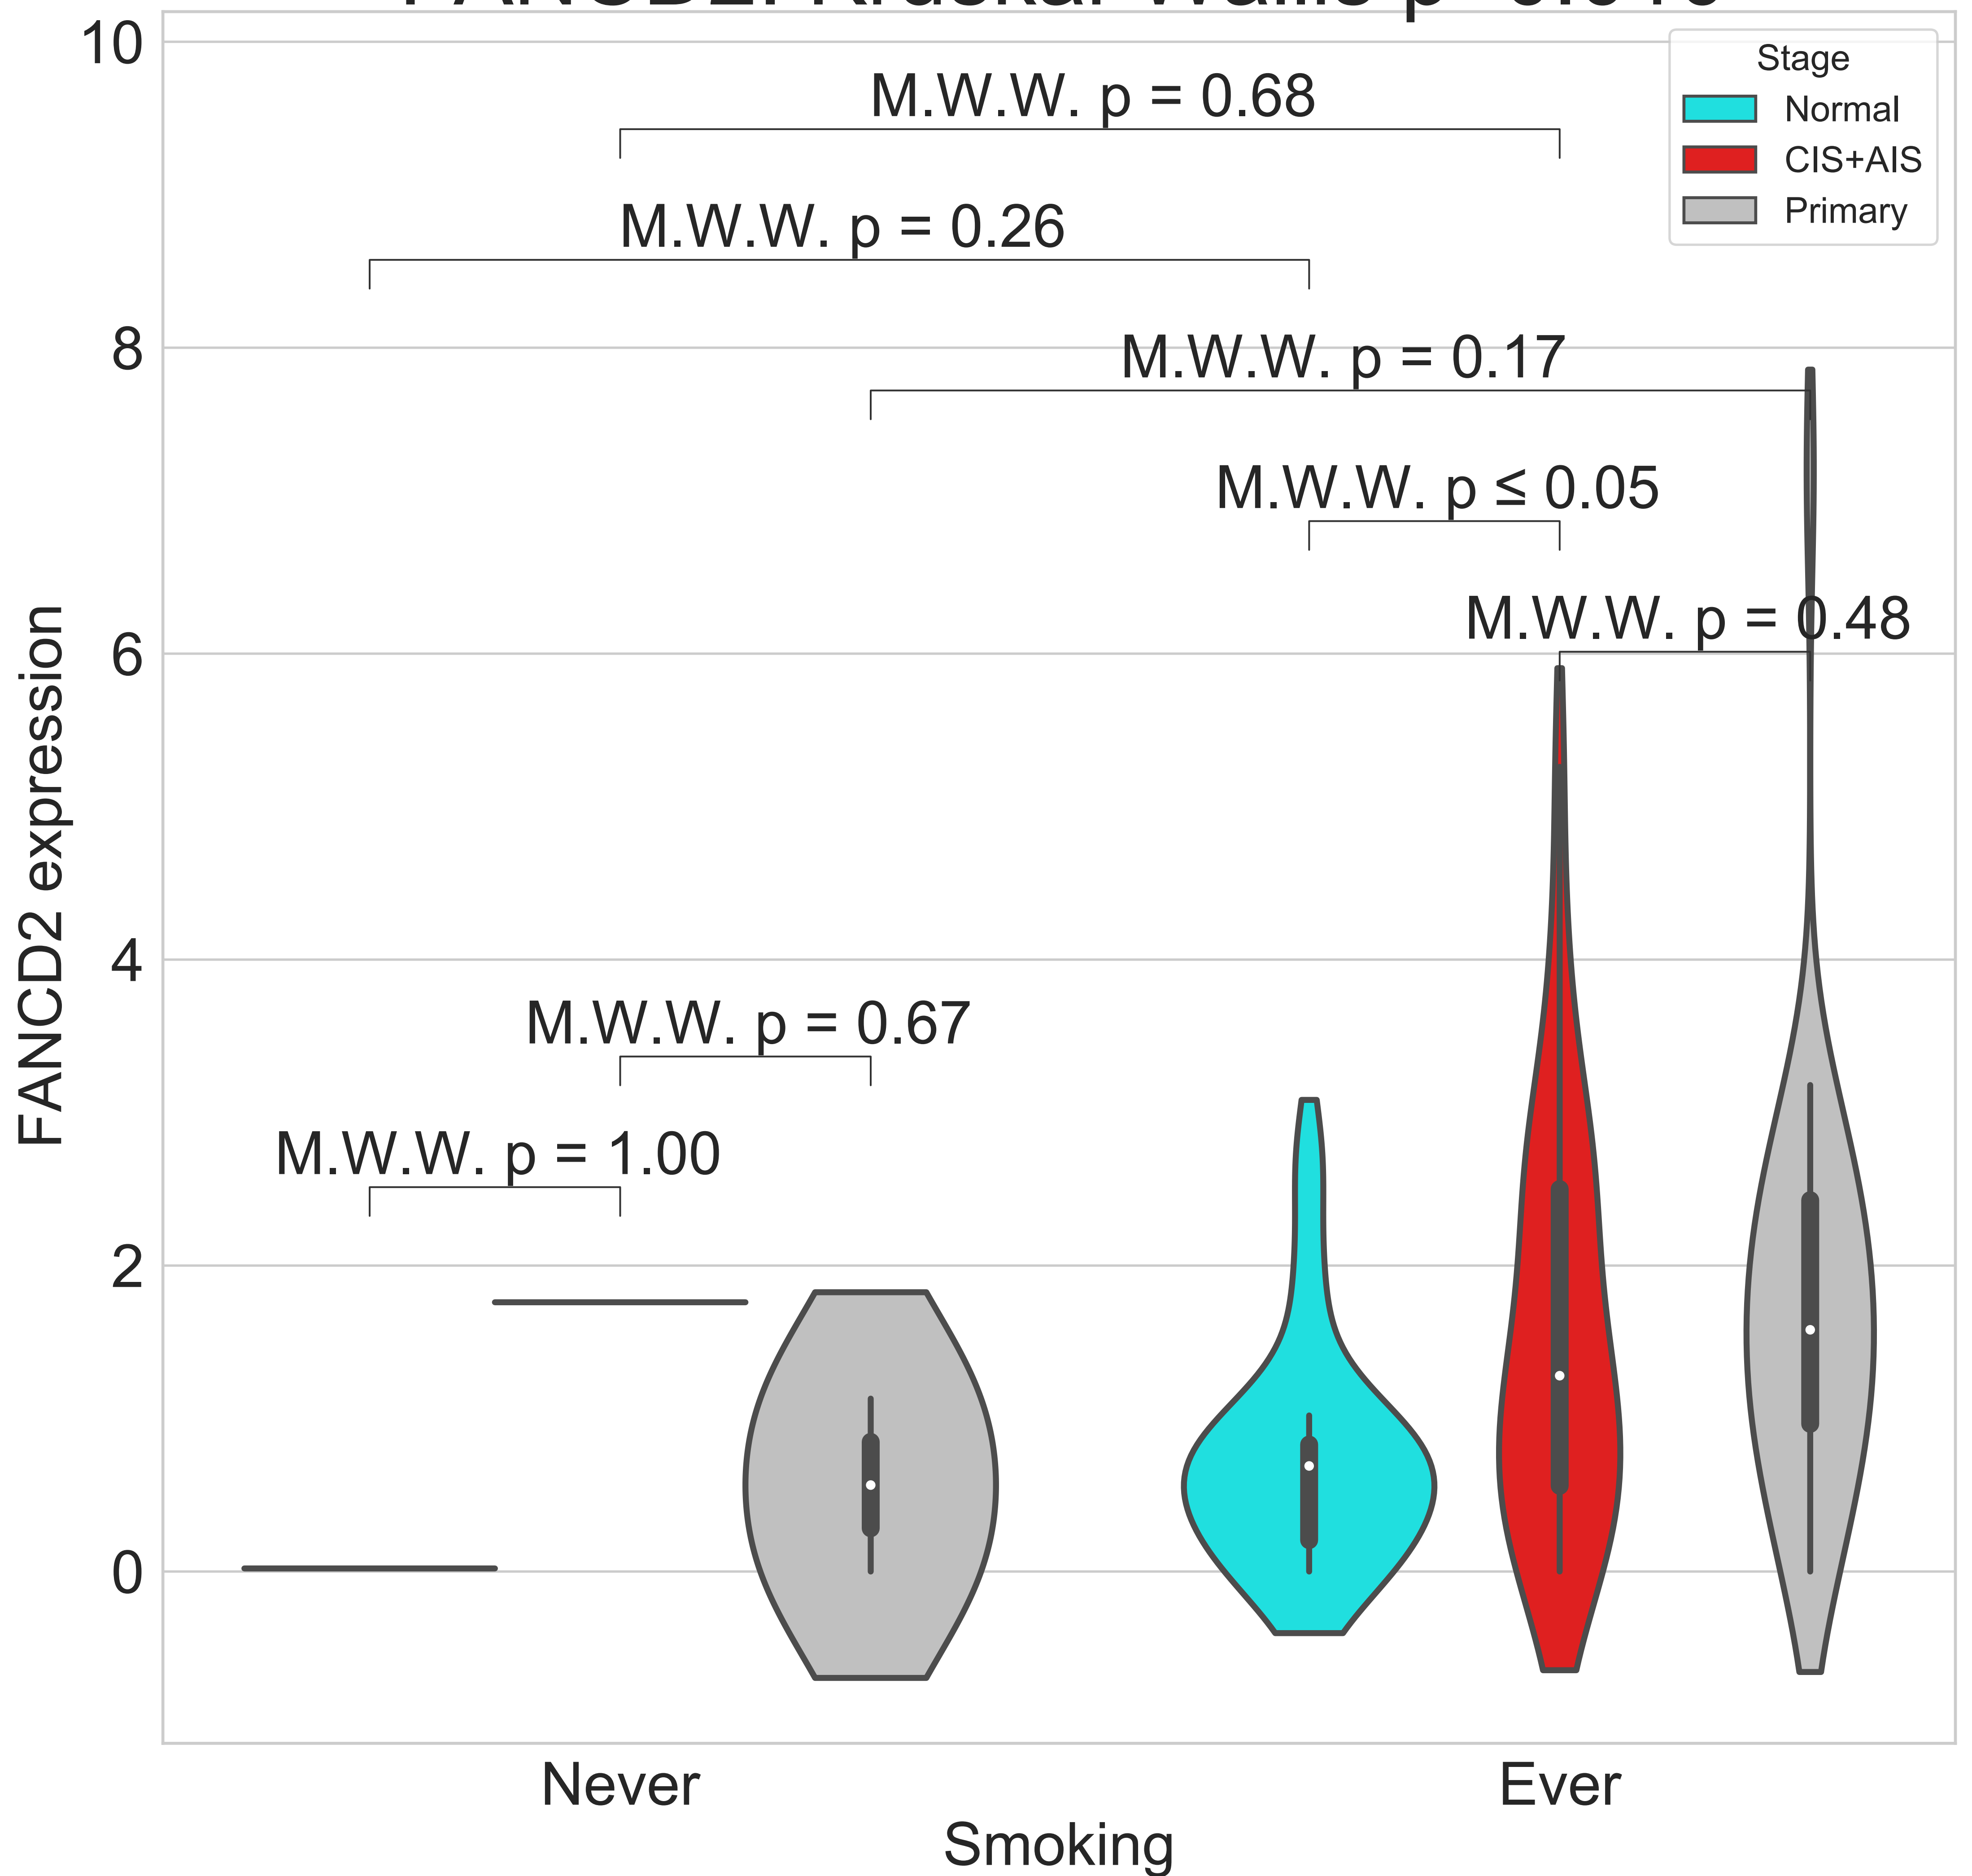 10
M.W.W. p = 0.68
Stage
Normal
CIS+AIS
Primary
M.W.W. p = 0.26
8
M.W.W. p = 0.17
M.W.W. p ≤ 0.05
M.W.W. p = 0.48
6
FANCD2 expression
4
M.W.W. p = 0.67
M.W.W. p = 1.00
2
0
Never
Ever
Smoking